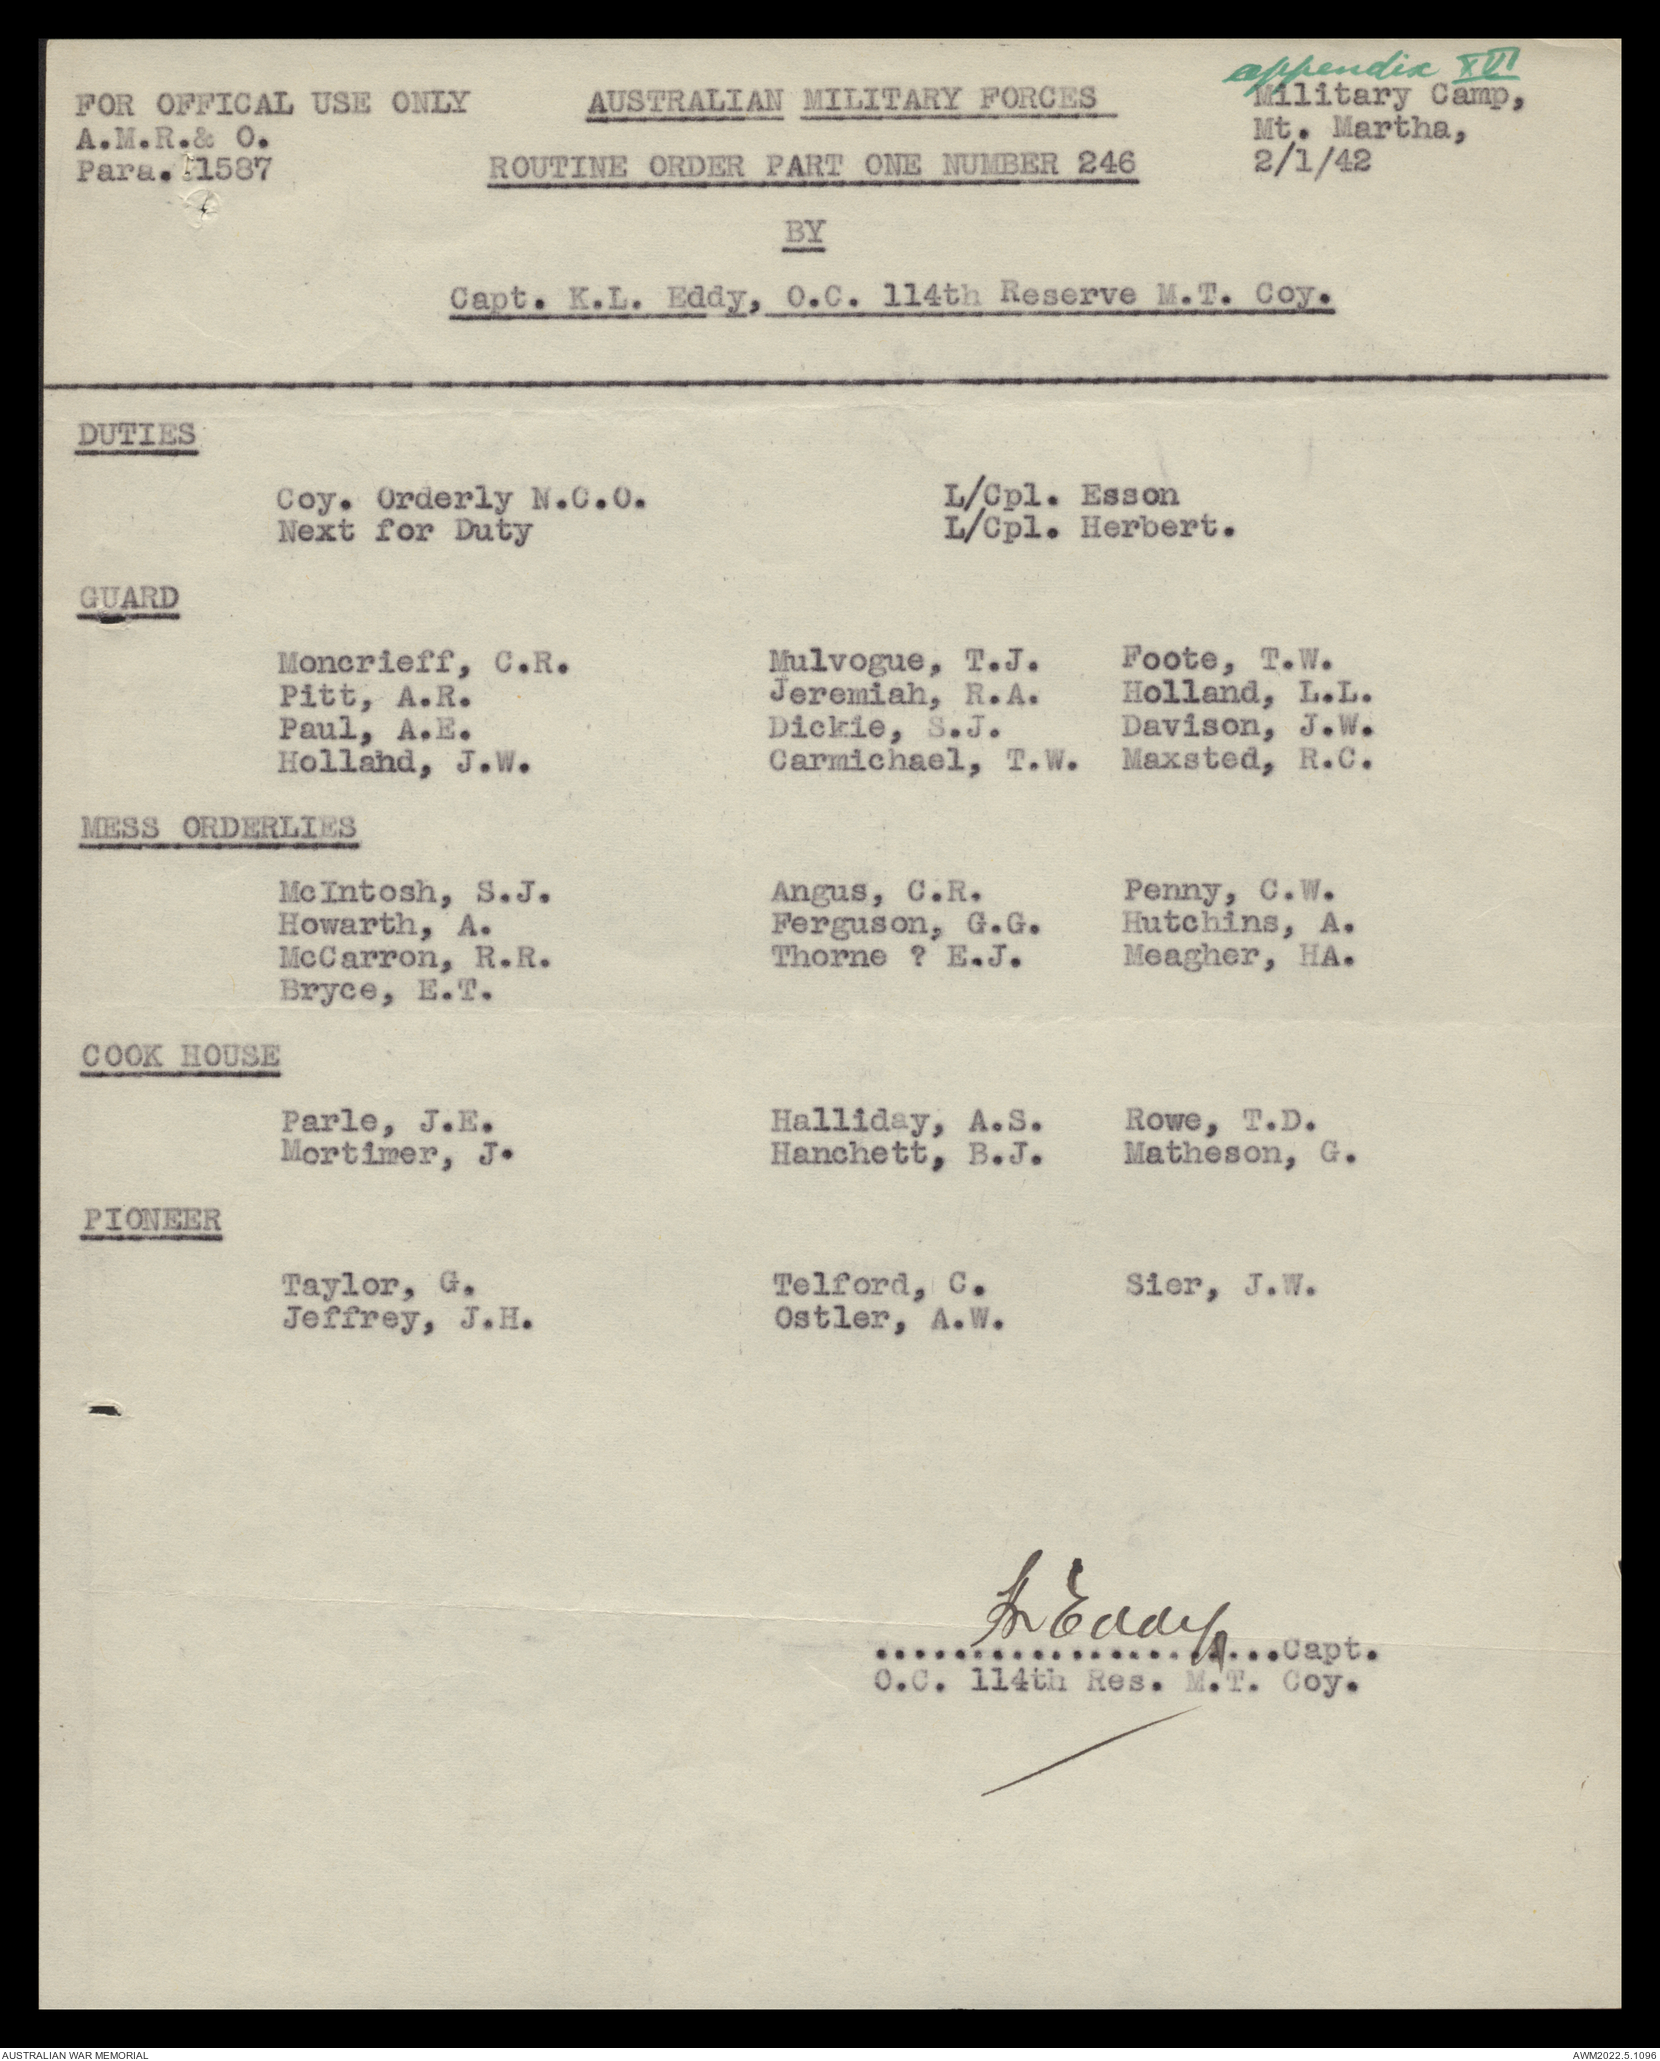 appendix XVI
FOR OFFICAL USE ONLY
A.M.R.& O.
Para. 1587
AUSTRALIAN MILITARY FORCES
Military Camp,
Mt. Martha,
2/1/42
ROUTINE ORDER PART ONE NUMBER 246
BY
Capt. K.L. Eddy, O.C. 114th Reserve M.T. Coy.
DUTIES
Coy. Orderly N.C.O. L/Cpl. Esson
Next for Duty L/Cpl. Herbert.
GUARD
Moncrieff, C.R. Mulvogue, T.J. Foote, T.W.
Pitt, A.R. Jeremiah, R.A. Holland, L.L.
Paul, A.E. Dickie, S.J. Davison, J.W.
Holland, J.W. Carmichael, T.W. Maxsted, R.C.
MESS ORDERLIES
McIntosh, S.J. Angus, C.R. Penny, C.W.
Howarth, A. Ferguson, G.G. Hutchins, A.
McCarron, R.R. Thorne ? E.J. Meagher, HA.
Bryce, E.T.
COOK HOUSE
Parle, J.E. Halliday, A.S. Rowe, T.D.
Mortimer, J. Hanchett, B.J. Matheson, G.
PIONEER
Taylor, G. Telford, C. Sier, J.W.
Jeffrey, J.H. Ostler, A.W.
Eddy
.....................Capt.
O.C. 114th Res. M.T. Coy.
AUSTRALIAN WAR MEMORIAL
AWM2022.5.1096